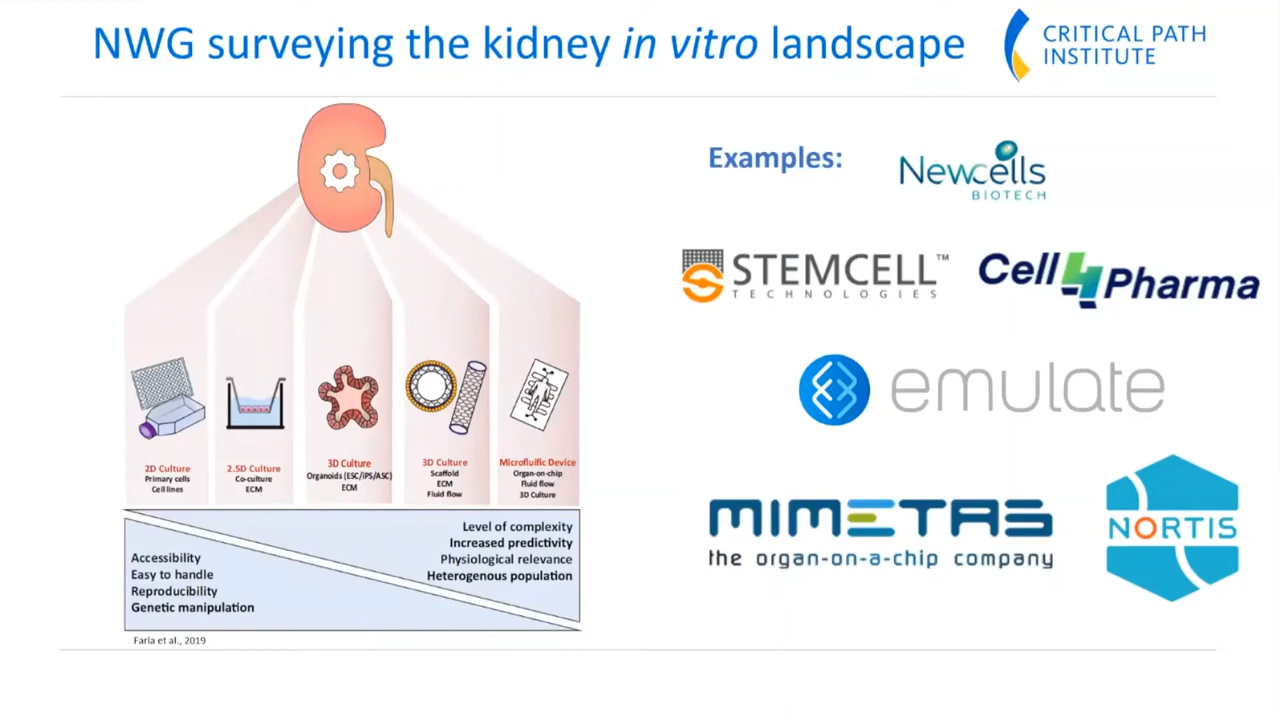 NWG surveying the kidney in vitro landscape
CRITICAL PATH
INSTITUTE
2D Culture
Primary cells
Cell lines
2.5D Culture
Co-culture
ECM
3D Culture
Organoids (ESC/iPS/ASC)
ECM
3D Culture
Scaffold
ECM
Fluid flow
Microflulfic Device
Organ-on-chip
Fluid flow
3D Culture
Accessibility
Easy to handle
Reproducibility
Genetic manipulation
Level of complexity
Increased predictivity
Physiological relevance
Heterogenous population
Faria et al., 2019
Examples:
Newcells
BIOTECH
STEMCELL™
TECHNOLOGIES
Cell4Pharma
emulate
MIMETAS
the organ-on-a-chip company
NORTIS